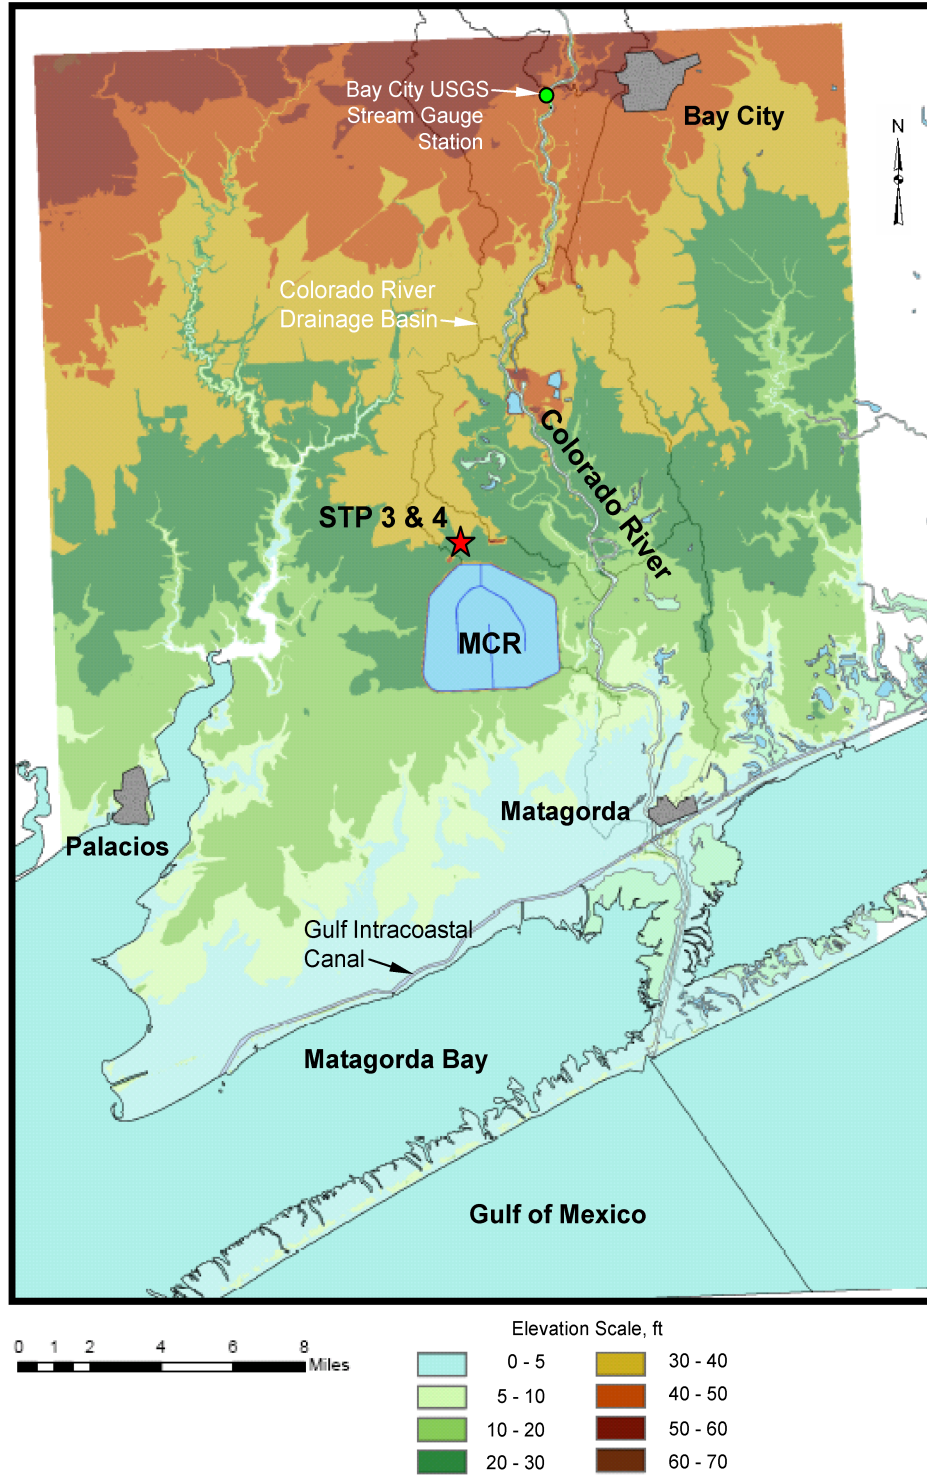 Bay City USGS
Stream Gauge
Station
Bay City
N
Colorado River
Drainage Basin
Colorado River
STP 3 & 4
MCR
Matagorda
Palacios
Gulf Intracoastal
Canal
Matagorda Bay
Gulf of Mexico
0 1 2 4 6 8
Miles
Elevation Scale, ft
0 - 5
5 - 10
10 - 20
20 - 30
30 - 40
40 - 50
50 - 60
60 - 70